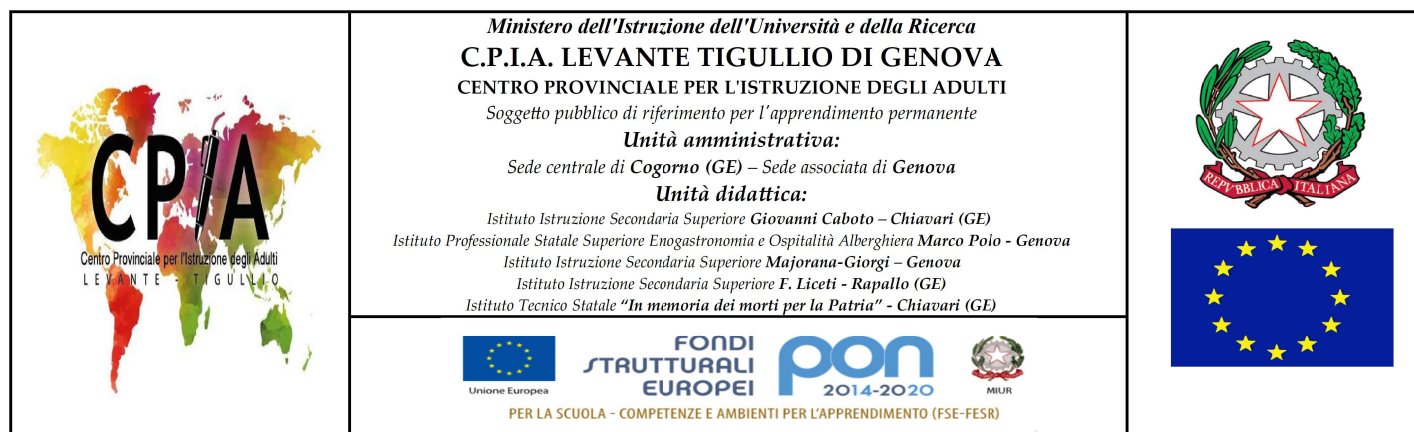 CPIA
Centro Provinciale per l'Istruzione degli Adulti
LEVANTE - TIGULLIO
Ministero dell'Istruzione dell'Università e della Ricerca
C.P.I.A. LEVANTE TIGULLIO DI GENOVA
CENTRO PROVINCIALE PER L'ISTRUZIONE DEGLI ADULTI
Soggetto pubblico di riferimento per l'apprendimento permanente
Unità amministrativa:
Sede centrale di Cogorno (GE) – Sede associata di Genova
Unità didattica:
Istituto Istruzione Secondaria Superiore Giovanni Caboto – Chiavari (GE)
Istituto Professionale Statale Superiore Enogastronomia e Ospitalità Alberghiera Marco Polo - Genova
Istituto Istruzione Secondaria Superiore Majorana-Giorgi – Genova
Istituto Istruzione Secondaria Superiore F. Liceti - Rapallo (GE)
Istituto Tecnico Statale “In memoria dei morti per la Patria” - Chiavari (GE)
Unione Europea
FONDI
STRUTTURALI
EUROPEI
pon
2014-2020
MIUR
PER LA SCUOLA - COMPETENZE E AMBIENTI PER L'APPRENDIMENTO (FSE-FESR)
REPVBBLICA ITALIANA